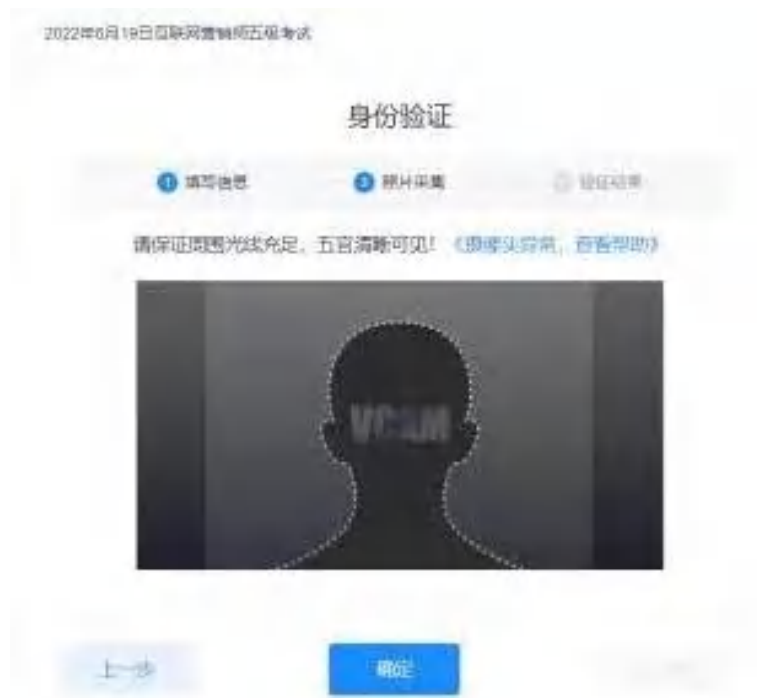 2022年6月19日互联网营销师五级考试
身份验证
1 填写信息
2 照片采集
验证结果
请保证周围光线充足，五官清晰可见！《摄像头异常，查看帮助》
VCAM
上一步
确定